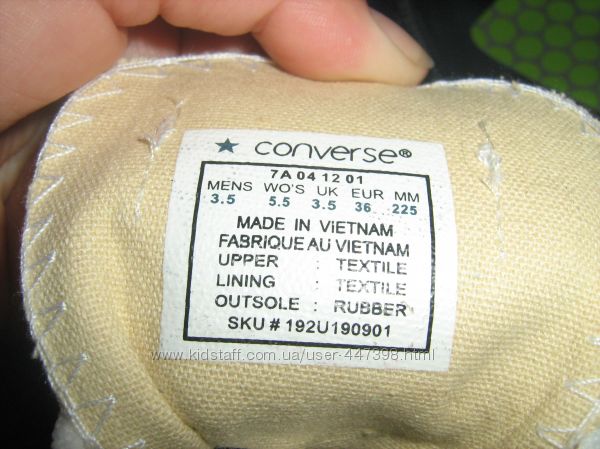 ★ converse®
7A 04 12 01
MENS WO'S UK EUR MM
3.5 5.5 3.5 36 225
MADE IN ViETNAM
FABRiQUE AU VIETNAM
UPPER : TEXTILE
LINING : TEXTILE
OUTSOLE : RUBBER
SKU # 192U190901
www.kidstaff.com.ua/user-447398.html